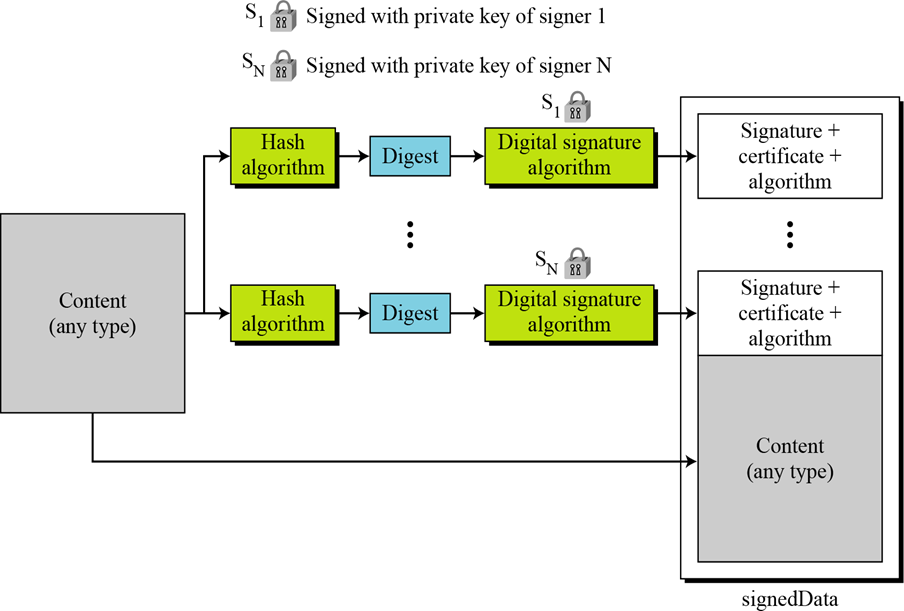 S1 Signed with private key of signer 1
SN Signed with private key of signer N
S1
Hash
algorithm
Digest
Digital signature
algorithm
Signature +
certificate +
algorithm
SN
Content
(any type)
Hash
algorithm
Digest
Digital signature
algorithm
Signature +
certificate +
algorithm
Content
(any type)
signedData